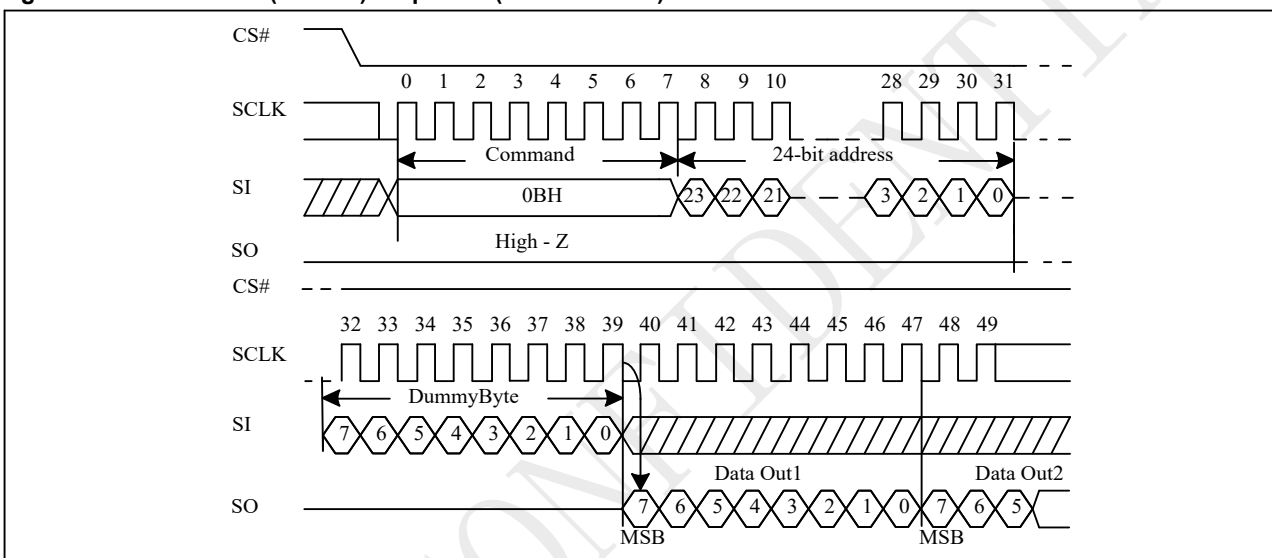 CS#
0 1 2 3 4 5 6 7 8 9 10 28 29 30 31
SCLK
Command 24-bit address
SI 0BH 23 22 21 3 2 1 0
High - Z
SO
CS#
32 33 34 35 36 37 38 39 40 41 42 43 44 45 46 47 48 49
SCLK
DummyByte
SI 7 6 5 4 3 2 1 0
Data Out1 Data Out2
SO 7 6 5 4 3 2 1 0 7 6 5
MSB MSB